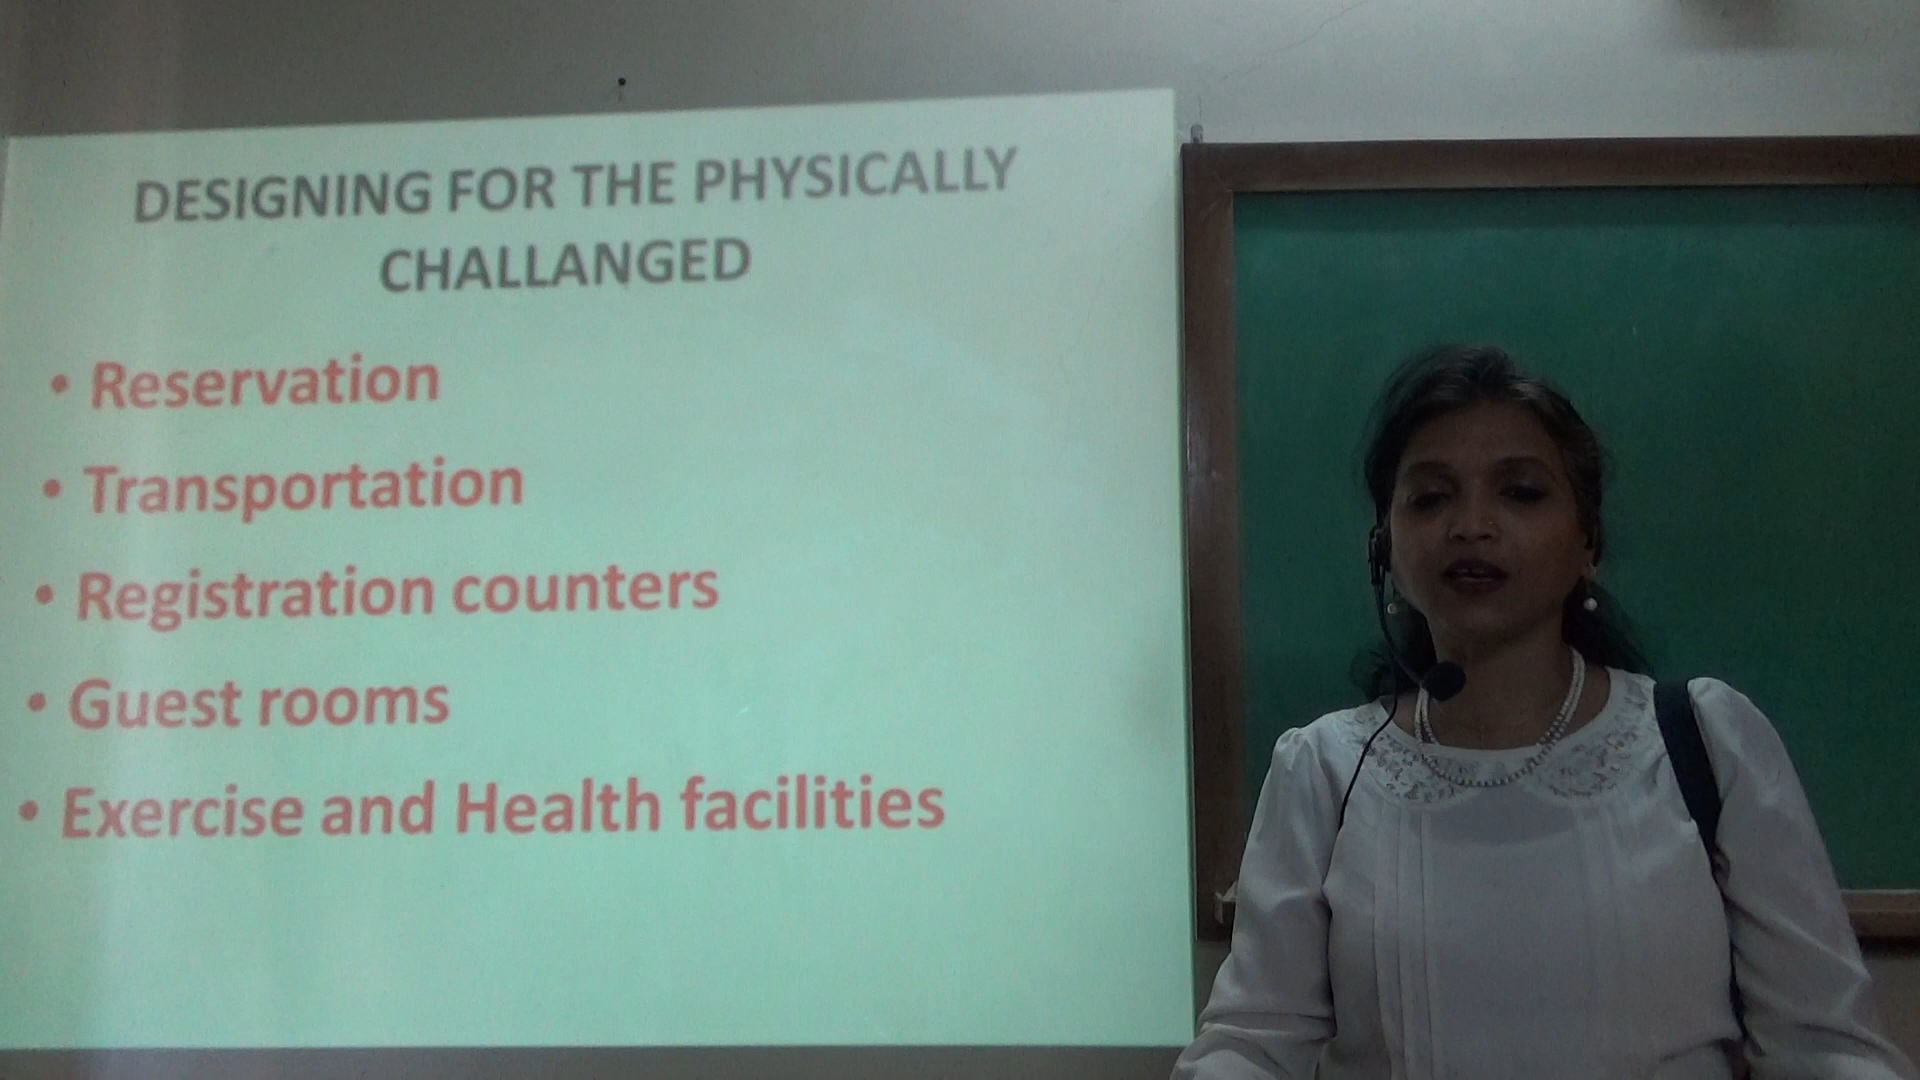 DESIGNING FOR THE PHYSICALLY
CHALLANGED
• Reservation
• Transportation
• Registration counters
• Guest rooms
• Exercise and Health facilities